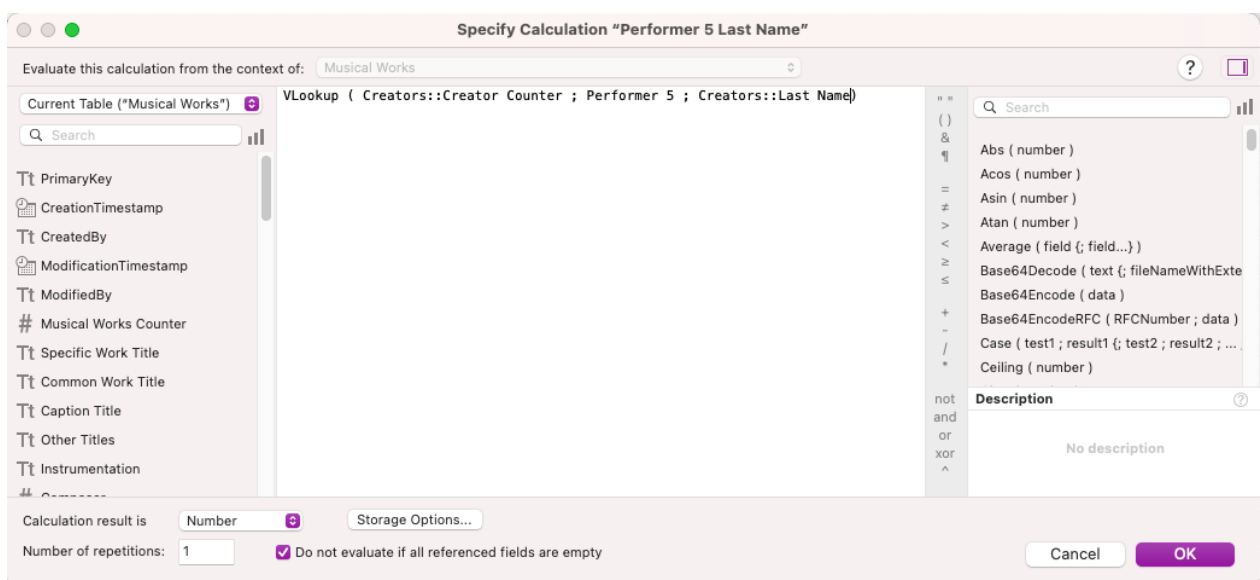 Specify Calculation “Performer 5 Last Name”
Evaluate this calculation from the context of: Musical Works
?
Current Table (“Musical Works”)
Search
Tt PrimaryKey
CreationTimestamp
Tt CreatedBy
ModificationTimestamp
Tt ModifiedBy
# Musical Works Counter
Tt Specific Work Title
Tt Common Work Title
Tt Caption Title
Tt Other Titles
Tt Instrumentation
VLookup ( Creators::Creator Counter ; Performer 5 ; Creators::Last Name)
" "
( )
&
¶
=
≠
>
<
≥
≤
+
-
/
*
not
and
or
xor
^
Search
Abs ( number )
Acos ( number )
Asin ( number )
Atan ( number )
Average ( field {; field...} )
Base64Decode ( text {; fileNameWithExte
Base64Encode ( data )
Base64EncodeRFC ( RFCNumber ; data )
Case ( test1 ; result1 {; test2 ; result2 ; ...
Ceiling ( number )
Description
?
No description
Calculation result is Number Storage Options...
Number of repetitions: 1 Do not evaluate if all referenced fields are empty
Cancel OK